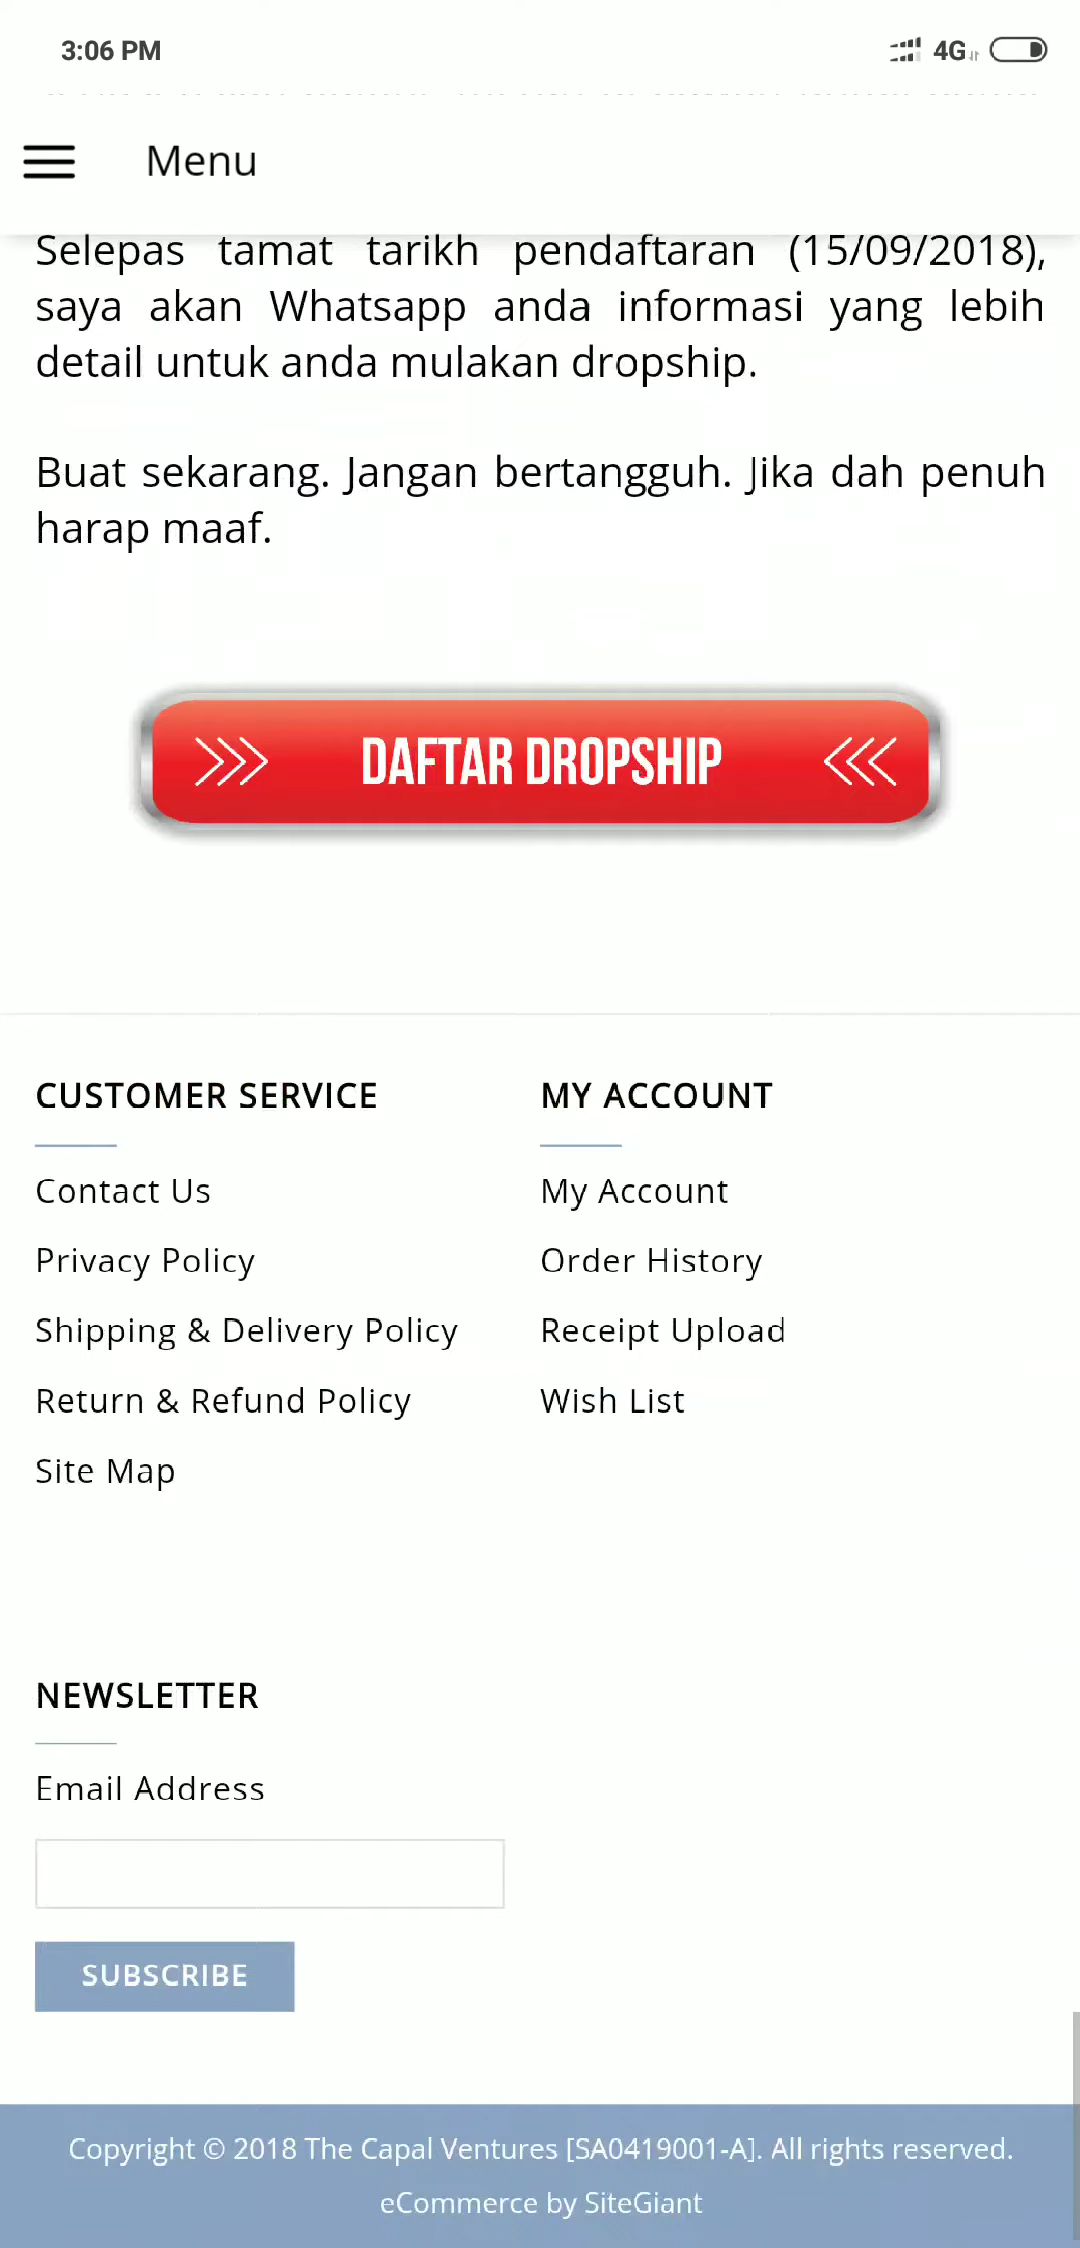 3:06 PM
4G
Menu
Selepas tamat tarikh pendaftaran (15/09/2018),
saya akan Whatsapp anda informasi yang lebih
detail untuk anda mulakan dropship.
Buat sekarang. Jangan bertangguh. Jika dah penuh
harap maaf.
DAFTAR DROPSHIP
CUSTOMER SERVICE
Contact Us
Privacy Policy
Shipping & Delivery Policy
Return & Refund Policy
Site Map
MY ACCOUNT
My Account
Order History
Receipt Upload
Wish List
NEWSLETTER
Email Address
SUBSCRIBE
Copyright © 2018 The Capal Ventures [SA0419001-A]. All rights reserved.
eCommerce by SiteGiant